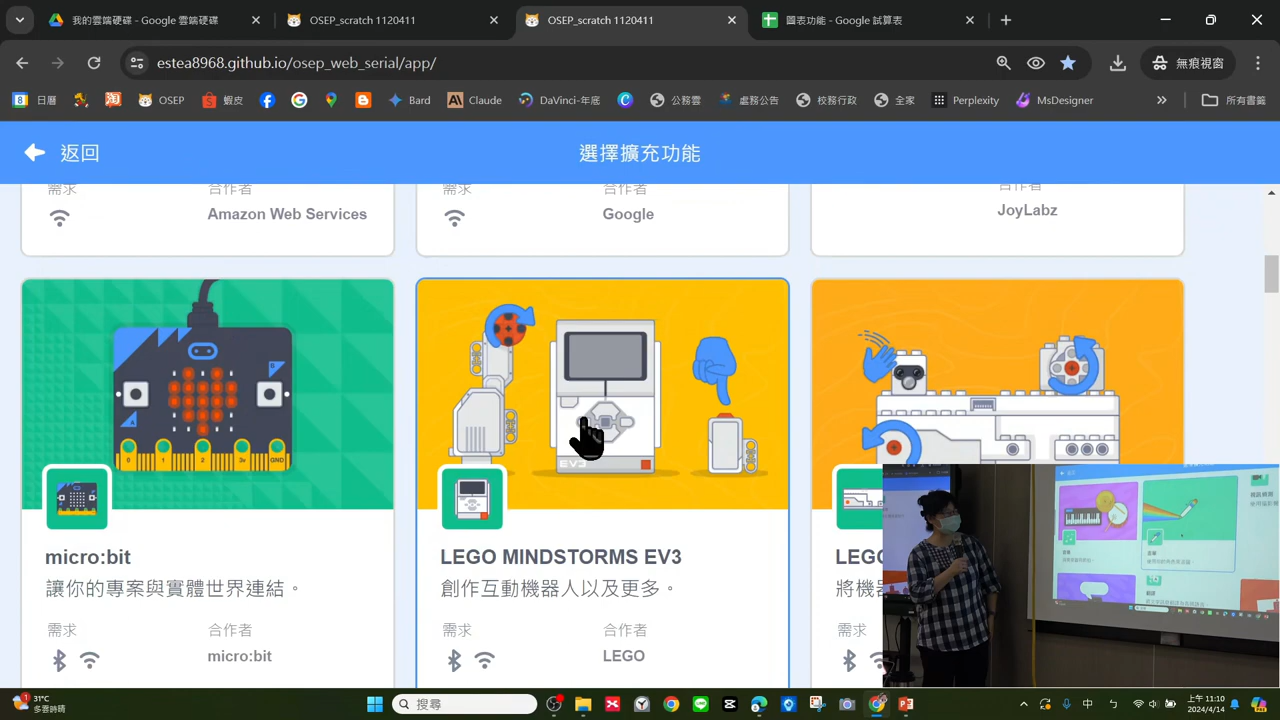 我的雲端硬碟 - Google 雲端硬碟
OSEP_scratch 1120411
OSEP_scratch 1120411
圖表功能 - Google 試算表
estea8968.github.io/osep_web_serial/app/
無痕視窗
日曆
OSEP
蝦皮
Bard
Claude
DaVinci-年底
公務雲
處務公告
校務行政
全家
Perplexity
MsDesigner
所有書籤
返回
選擇擴充功能
需求
合作者
需求
合作者
合作者
Amazon Web Services
Google
JoyLabz
0 1 2 3v GND
EV3
micro:bit
讓你的專案與實體世界連結。
需求
合作者
micro:bit
LEGO MINDSTORMS EV3
創作互動機器人以及更多。
需求
合作者
LEGO
需求
31°C
多雲時晴
搜尋
中
上午 11:10
2024/4/14